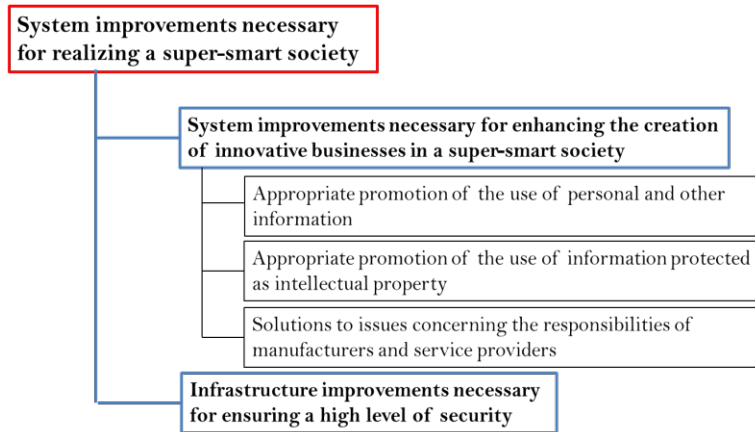 System improvements necessary
for realizing a super-smart society
System improvements necessary for enhancing the creation
of innovative businesses in a super-smart society
Appropriate promotion of the use of personal and other
information
Appropriate promotion of the use of information protected
as intellectual property
Solutions to issues concerning the responsibilities of
manufacturers and service providers
Infrastructure improvements necessary
for ensuring a high level of security